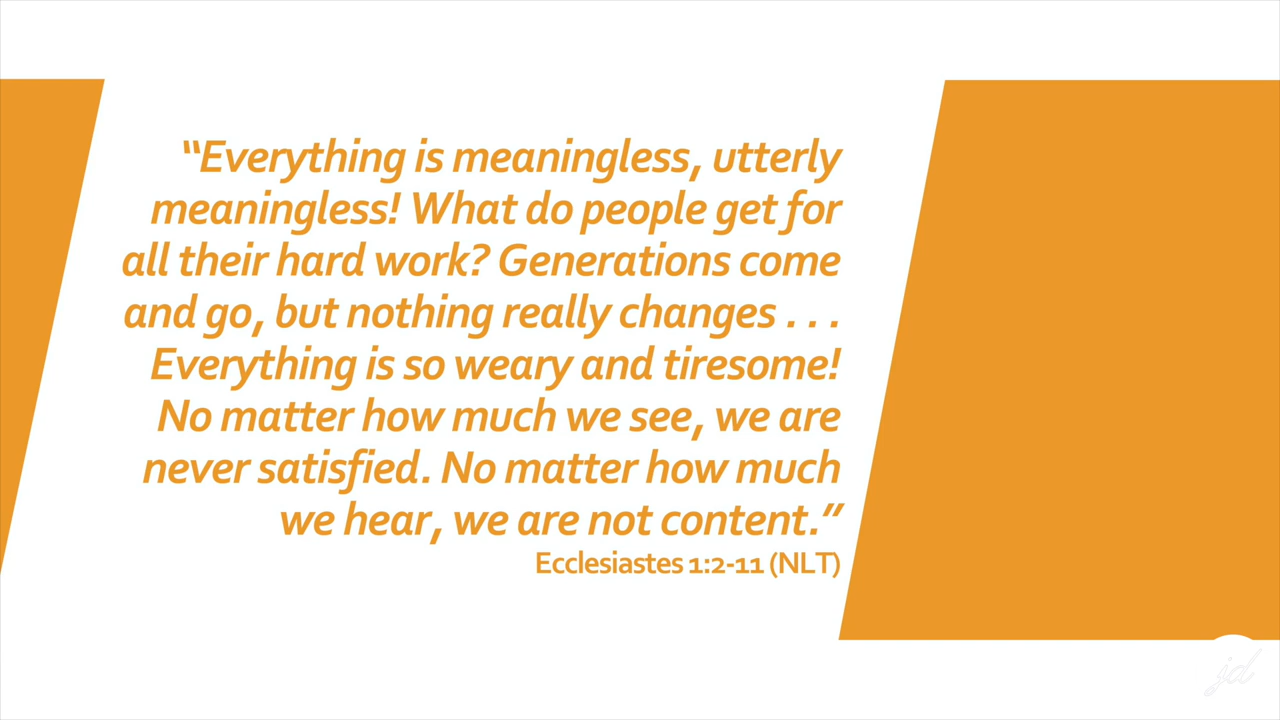 “Everything is meaningless, utterly
meaningless! What do people get for
all their hard work? Generations come
and go, but nothing really changes . . .
Everything is so weary and tiresome!
No matter how much we see, we are
never satisfied. No matter how much
we hear, we are not content.”
Ecclesiastes 1:2-11 (NLT)
jd